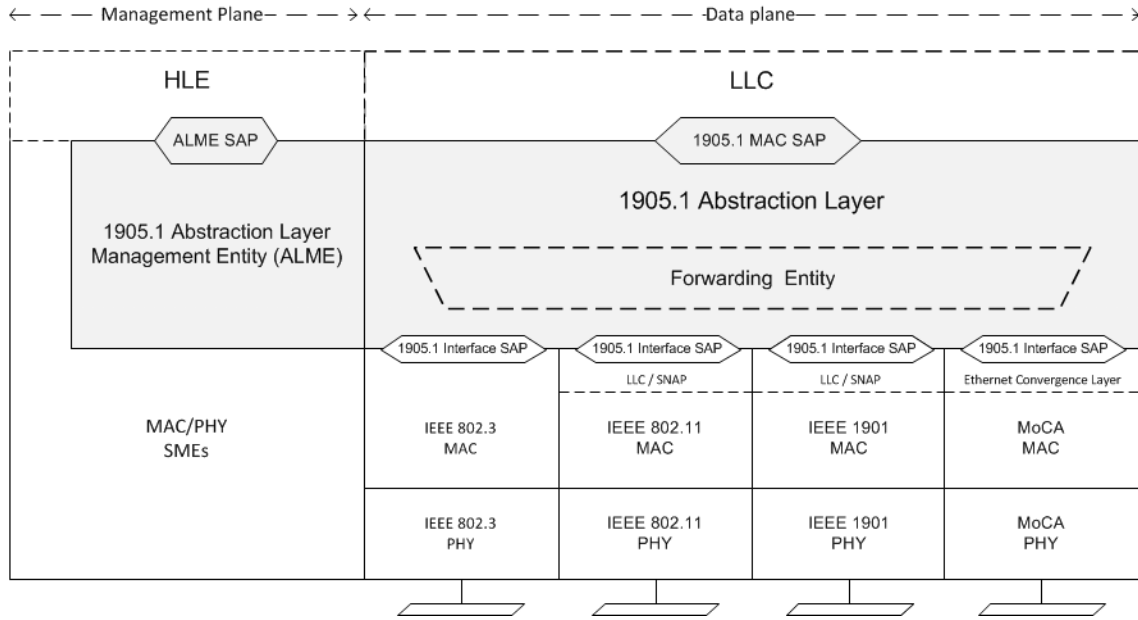 Management Plane
Data plane
HLE
LLC
ALME SAP
1905.1 MAC SAP
1905.1 Abstraction Layer
Management Entity (ALME)
1905.1 Abstraction Layer
Forwarding Entity
1905.1 Interface SAP
1905.1 Interface SAP
1905.1 Interface SAP
1905.1 Interface SAP
LLC / SNAP
LLC / SNAP
Ethernet Convergence Layer
MAC/PHY
SMEs
IEEE 802.3
MAC
IEEE 802.11
MAC
IEEE 1901
MAC
MoCA
MAC
IEEE 802.3
PHY
IEEE 802.11
PHY
IEEE 1901
PHY
MoCA
PHY